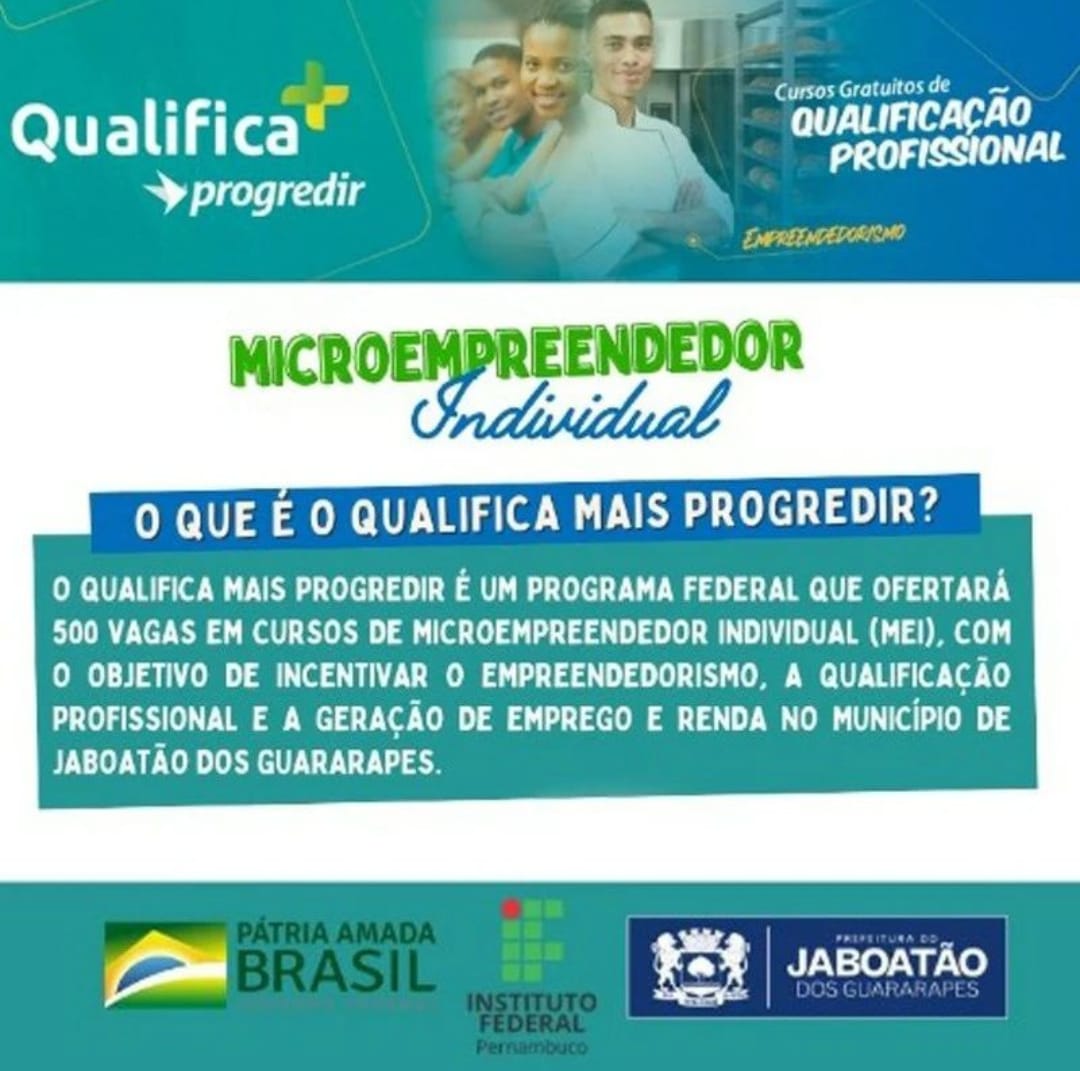 Qualifica+
progredir
Cursos Gratuitos de
QUALIFICAÇÃO
PROFISSIONAL
EMPREENDEDORISMO
MICROEMPREENDEDOR
Individual
O QUE É O QUALIFICA MAIS PROGREDIR?
O QUALIFICA MAIS PROGREDIR É UM PROGRAMA FEDERAL QUE OFERTARÁ
500 VAGAS EM CURSOS DE MICROEMPREENDEDOR INDIVIDUAL (MEI), COM
O OBJETIVO DE INCENTIVAR O EMPREENDEDORISMO, A QUALIFICAÇÃO
PROFISSIONAL E A GERAÇÃO DE EMPREGO E RENDA NO MUNICÍPIO DE
JABOATÃO DOS GUARARAPES.
PÁTRIA AMADA
BRASIL
INSTITUTO
FEDERAL
Pernambuco
PREFEITURA DO
JABOATÃO
DOS GUARARAPES